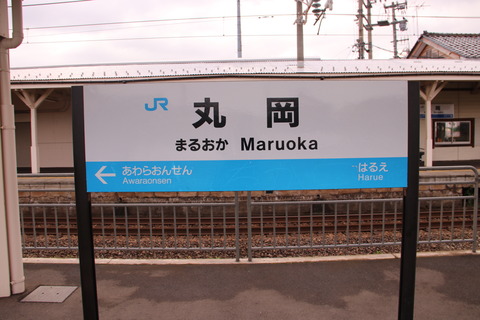 JR 丸岡
まるおか Maruoka
← あわらおんせん はるえ
Awaraonsen Harue